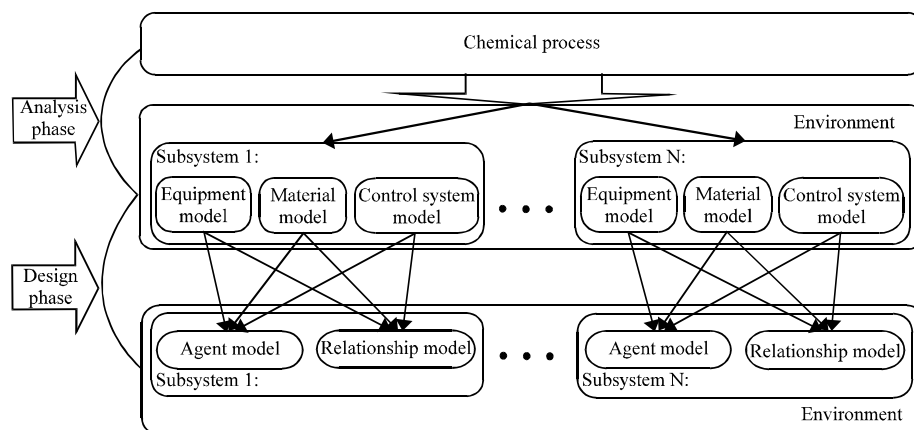 Chemical process
Analysis
phase
Environment
Subsystem 1:
Subsystem N:
Equipment
model
Material
model
Control system
model
Equipment
model
Material
model
Control system
model
Design
phase
Agent model
Relationship model
Agent model
Relationship model
Subsystem 1:
Subsystem N:
Environment